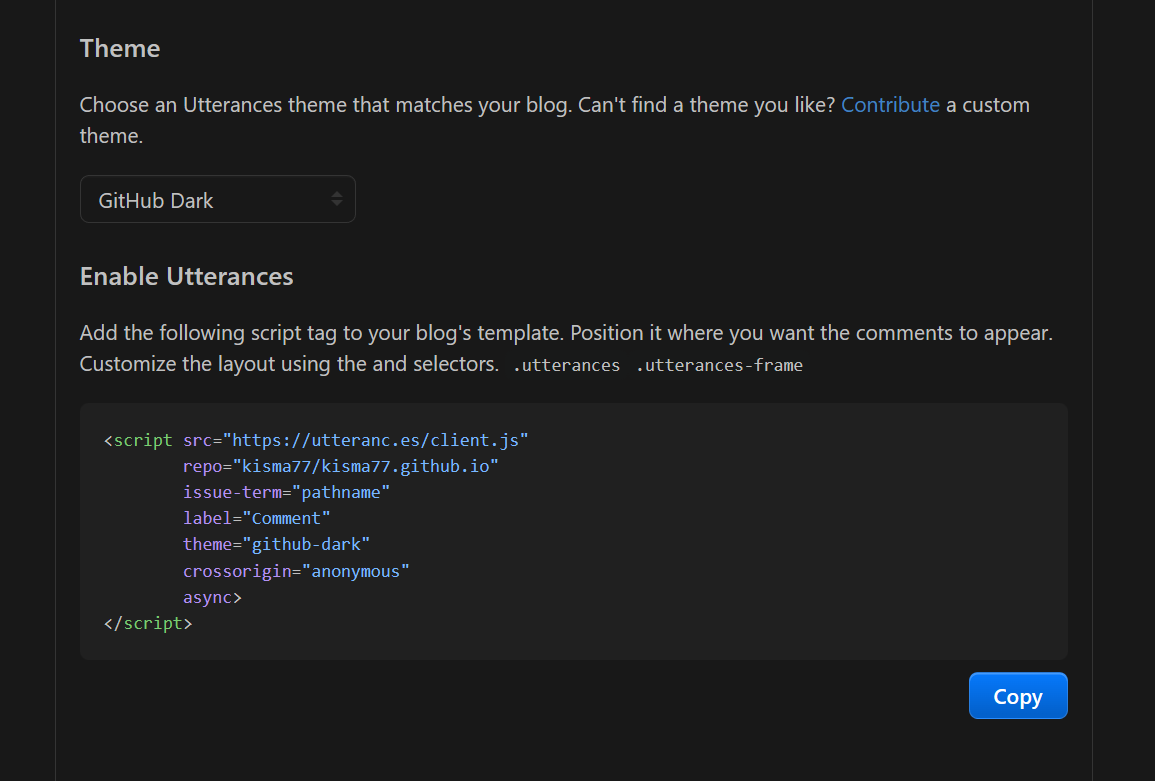 Theme
Choose an Utterances theme that matches your blog. Can't find a theme you like? Contribute a custom
theme.
GitHub Dark
Enable Utterances
Add the following script tag to your blog's template. Position it where you want the comments to appear.
Customize the layout using the and selectors. .utterances .utterances-frame
<script src="https://utteranc.es/client.js"
        repo="kisma77/kisma77.github.io"
        issue-term="pathname"
        label="Comment"
        theme="github-dark"
        crossorigin="anonymous"
        async>
</script>
Copy